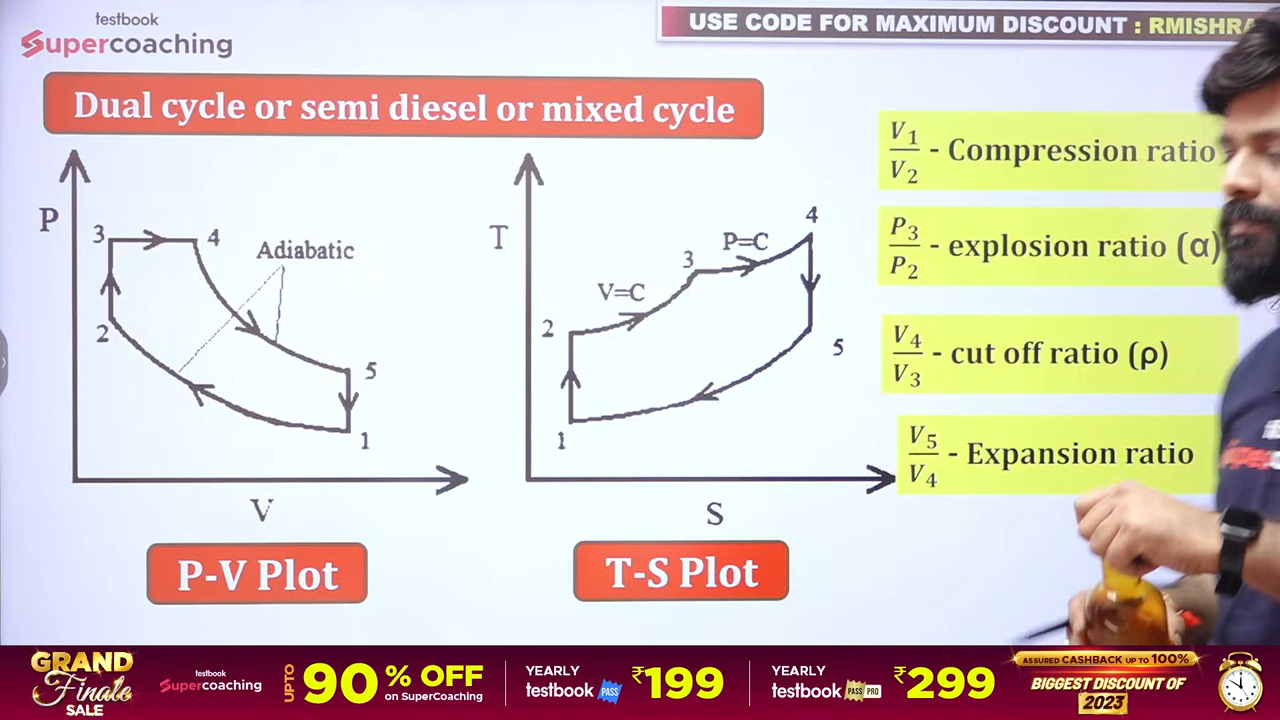 testbook
Supercoaching
USE CODE FOR MAXIMUM DISCOUNT : RMISHRA
Dual cycle or semi diesel or mixed cycle
P
3
4
Adiabatic
2
5
1
V
P-V Plot
T
4
P=C
3
V=C
2
5
1
S
T-S Plot
V1/V2 - Compression ratio
P3/P2 - explosion ratio (α)
V4/V3 - cut off ratio (ρ)
V5/V4 - Expansion ratio
GRAND
Finale
SALE
testbook
Supercoaching
UPTO 90% OFF
on SuperCoaching
YEARLY
testbook PASS
₹199
YEARLY
testbook PASS PRO
₹299
ASSURED CASHBACK UP TO 100%
BIGGEST DISCOUNT OF
2023